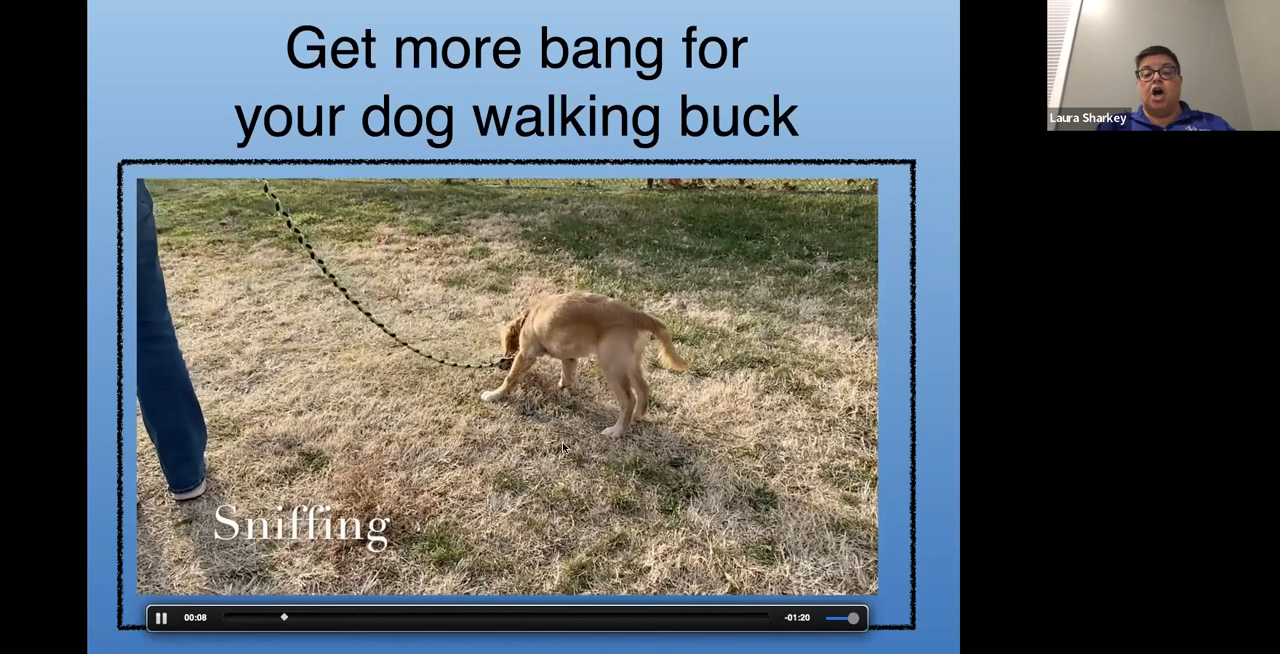 Get more bang for
your dog walking buck
Laura Sharkey
Sniffing
00:08
-01:20